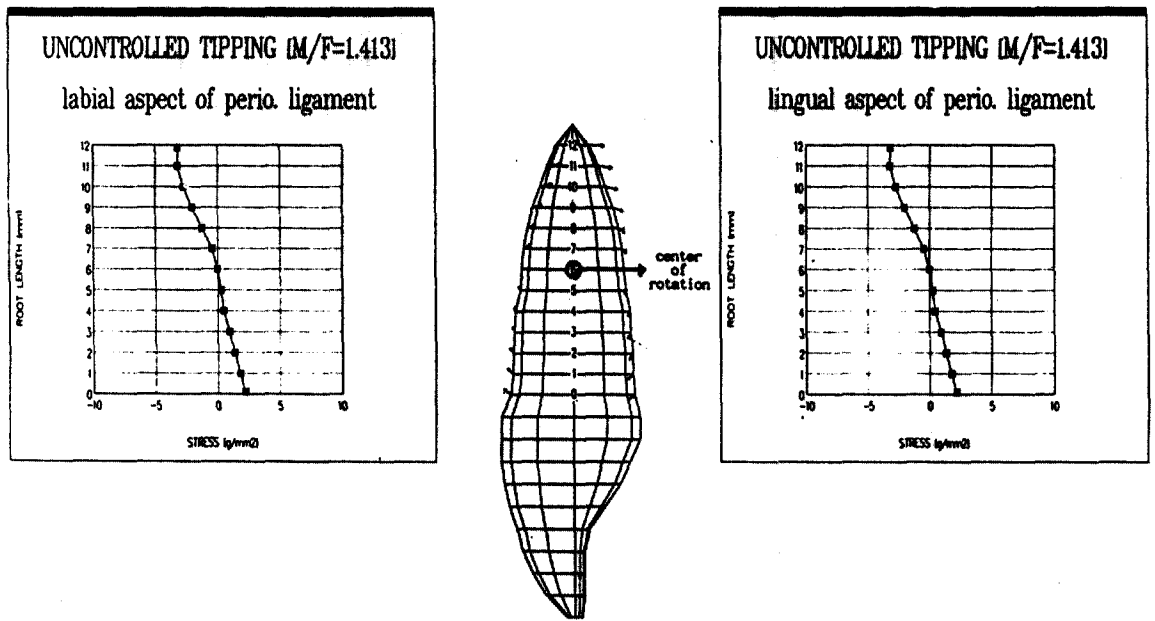 UNCONTROLLED TIPPING (M/F=1.413)
labial aspect of perio. ligament
12
11
10
9
8
7
6
5
4
3
2
1
0
-10 -5 0 5 10
ROOT LENGTH (mm)
STRESS (g/mm2)
12
11
10
9
8
7
5
4
3
2
1
0
center
of
rotation
UNCONTROLLED TIPPING (M/F=1.413)
lingual aspect of perio. ligament
12
11
10
9
8
7
6
5
4
3
2
1
0
-10 -5 0 5 10
ROOT LENGTH (mm)
STRESS (g/mm2)